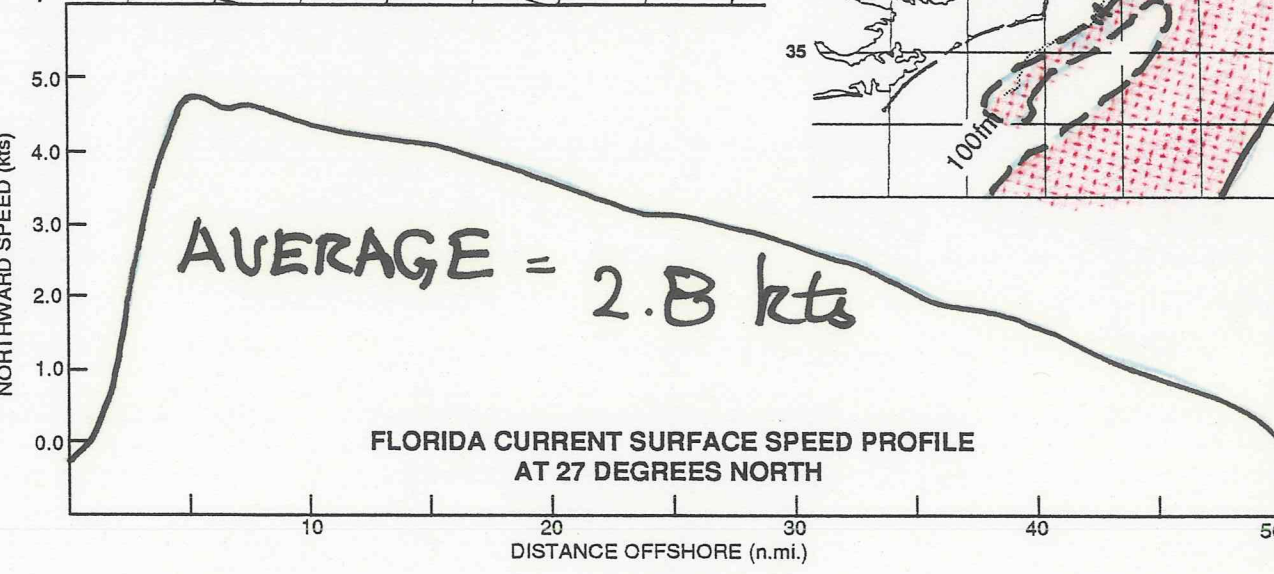 35
100fm
5.0
4.0
3.0
2.0
1.0
0.0
NORTHWARD SPEED (kts)
AVERAGE = 2.8 kts
FLORIDA CURRENT SURFACE SPEED PROFILE
AT 27 DEGREES NORTH
10
20
30
40
DISTANCE OFFSHORE (n.mi.)